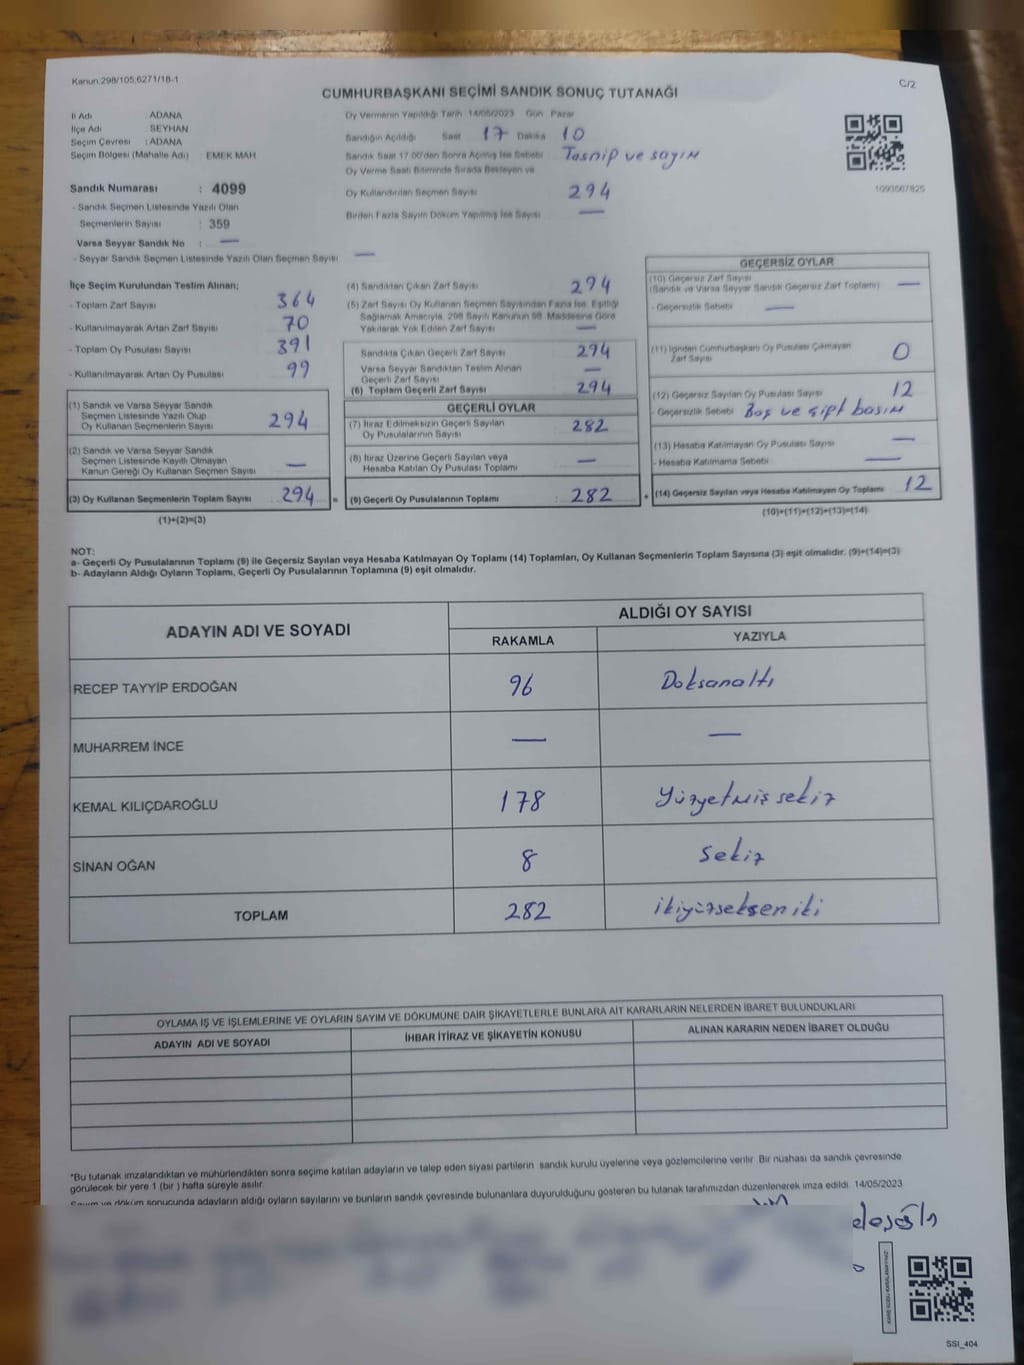 Kanun:298/105,6271/18-1
C/2
CUMHURBAŞKANI SEÇİMİ SANDIK SONUÇ TUTANAĞI
İl Adı : ADANA
İlçe Adı : SEYHAN
Seçim Çevresi : ADANA
Seçim Bölgesi (Mahalle Adı) : EMEK MAH
Sandık Numarası : 4099
- Sandık Seçmen Listesinde Yazılı Olan
Seçmenlerin Sayısı : 359
Varsa Seyyar Sandık No : —
- Seyyar Sandık Seçmen Listesinde Yazılı Olan Seçmen Sayısı —
Oy Vermenin Yapıldığı Tarih 14/05/2023 Gün Pazar
Sandığın Açıldığı Saat 17 Dakika 10
Sandık Saat 17.00'den Sonra Açılmış İse Sebebi Tasnip ve sayım
Oy Verme Saati Bitiminde Sırada Bekleyen ve
Oy Kullandırılan Seçmen Sayısı 294
Birden Fazla Sayım Döküm Yapılmış İse Sayısı —
1093567825
İlçe Seçim Kurulundan Teslim Alınan;
- Toplam Zarf Sayısı 364
- Kullanılmayarak Artan Zarf Sayısı 70
- Toplam Oy Pusulası Sayısı 391
- Kullanılmayarak Artan Oy Pusulası 99
(1) Sandık ve Varsa Seyyar Sandık
Seçmen Listesinde Yazılı Olup
Oy Kullanan Seçmenlerin Sayısı 294
(2) Sandık ve Varsa Seyyar Sandık
Seçmen Listesinde Kayıtlı Olmayan
Kanun Gereği Oy Kullanan Seçmen Sayısı —
(3) Oy Kullanan Seçmenlerin Toplam Sayısı 294 =
(1)+(2)=(3)
(4) Sandıktan Çıkan Zarf Sayısı 294
(5) Zarf Sayısı Oy Kullanan Seçmen Sayısından Fazla İse, Eşitliği
Sağlamak Amacıyla, 298 Sayılı Kanunun 98. Maddesine Göre
Yakılarak Yok Edilen Zarf Sayısı —
Sandıkta Çıkan Geçerli Zarf Sayısı 294
Varsa Seyyar Sandıktan Teslim Alınan
Geçerli Zarf Sayısı —
(6) Toplam Geçerli Zarf Sayısı 294
GEÇERLİ OYLAR
(7) İtiraz Edilmeksizin Geçerli Sayılan
Oy Pusulalarının Sayısı 282
(8) İtiraz Üzerine Geçerli Sayılan veya
Hesaba Katılan Oy Pusulası Toplamı —
(9) Geçerli Oy Pusulalarının Toplamı : 282 +
GEÇERSİZ OYLAR
(10) Geçersiz Zarf Sayısı
(Sandık ve Varsa Seyyar Sandık Geçersiz Zarf Toplamı) —
- Geçersizlik Sebebi —
(11) İçinden Cumhurbaşkanı Oy Pusulası Çıkmayan
Zarf Sayısı 0
(12) Geçersiz Sayılan Oy Pusulası Sayısı 12
- Geçersizlik Sebebi Boş ve çipt basım
(13) Hesaba Katılmayan Oy Pusulası Sayısı —
- Hesaba Katılmama Sebebi —
(14) Geçersiz Sayılan veya Hesaba Katılmayan Oy Toplamı 12
(10)+(11)+(12)+(13)=(14)
NOT:
a- Geçerli Oy Pusulalarının Toplamı (9) ile Geçersiz Sayılan veya Hesaba Katılmayan Oy Toplamı (14) Toplamları, Oy Kullanan Seçmenlerin Toplam Sayısına (3) eşit olmalıdır. (9)+(14)=(3)
b- Adayların Aldığı Oyların Toplamı, Geçerli Oy Pusulalarının Toplamına (9) eşit olmalıdır.
ADAYIN ADI VE SOYADI
ALDIĞI OY SAYISI
RAKAMLA YAZIYLA
RECEP TAYYİP ERDOĞAN 96 Doksanaltı
MUHARREM İNCE — —
KEMAL KILIÇDAROĞLU 178 Yüzyetmiş sekiz
SİNAN OĞAN 8 Sekiz
TOPLAM 282 ikiyüzsekseniki
OYLAMA İŞ VE İŞLEMLERİNE VE OYLARIN SAYIM VE DÖKÜMÜNE DAİR ŞİKAYETLERLE BUNLARA AİT KARARLARIN NELERDEN İBARET BULUNDUKLARI
ADAYIN ADI VE SOYADI İHBAR İTİRAZ VE ŞİKAYETİN KONUSU ALINAN KARARIN NEDEN İBARET OLDUĞU
*Bu tutanak imzalandıktan ve mühürlendikten sonra seçime katılan adayların ve talep eden siyasi partilerin sandık kurulu üyelerine veya gözlemcilerine verilir. Bir nüshası da sandık çevresinde
görülecek bir yere 1 (bir ) hafta süreyle asılır.
Sayım ve döküm sonucunda adayların aldığı oyların sayılarını ve bunların sandık çevresinde bulunanlara duyurulduğunu gösteren bu tutanak tarafımızdan düzenlenerek imza edildi. 14/05/2023
SSI_404